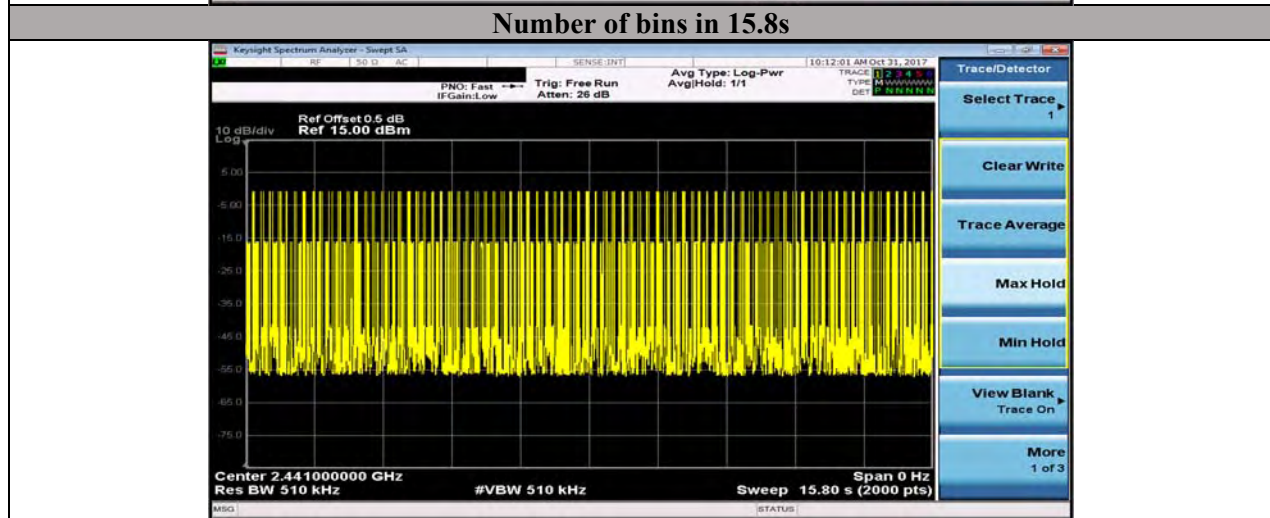 Number of bins in 15.8s
Keysight Spectrum Analyzer - Swept SA
RF 50 Ω AC SENSE:INT 10:12:01 AM Oct 31, 2017
PNO: Fast Trig: Free Run Avg Type: Log-Pwr TRACE 1 2 3 4 5 6
IFGain:Low Atten: 26 dB Avg|Hold: 1/1 TYPE M W W W W W
DET P N N N N N
Ref Offset 0.5 dB
10 dB/div Ref 15.00 dBm
Log
5.00
-5.00
-15.0
-25.0
-35.0
-45.0
-55.0
-65.0
-75.0
Center 2.441000000 GHz Span 0 Hz
Res BW 510 kHz #VBW 510 kHz Sweep 15.80 s (2000 pts)
MSG STATUS
Trace/Detector
Select Trace
1
Clear Write
Trace Average
Max Hold
Min Hold
View Blank
Trace On
More
1 of 3